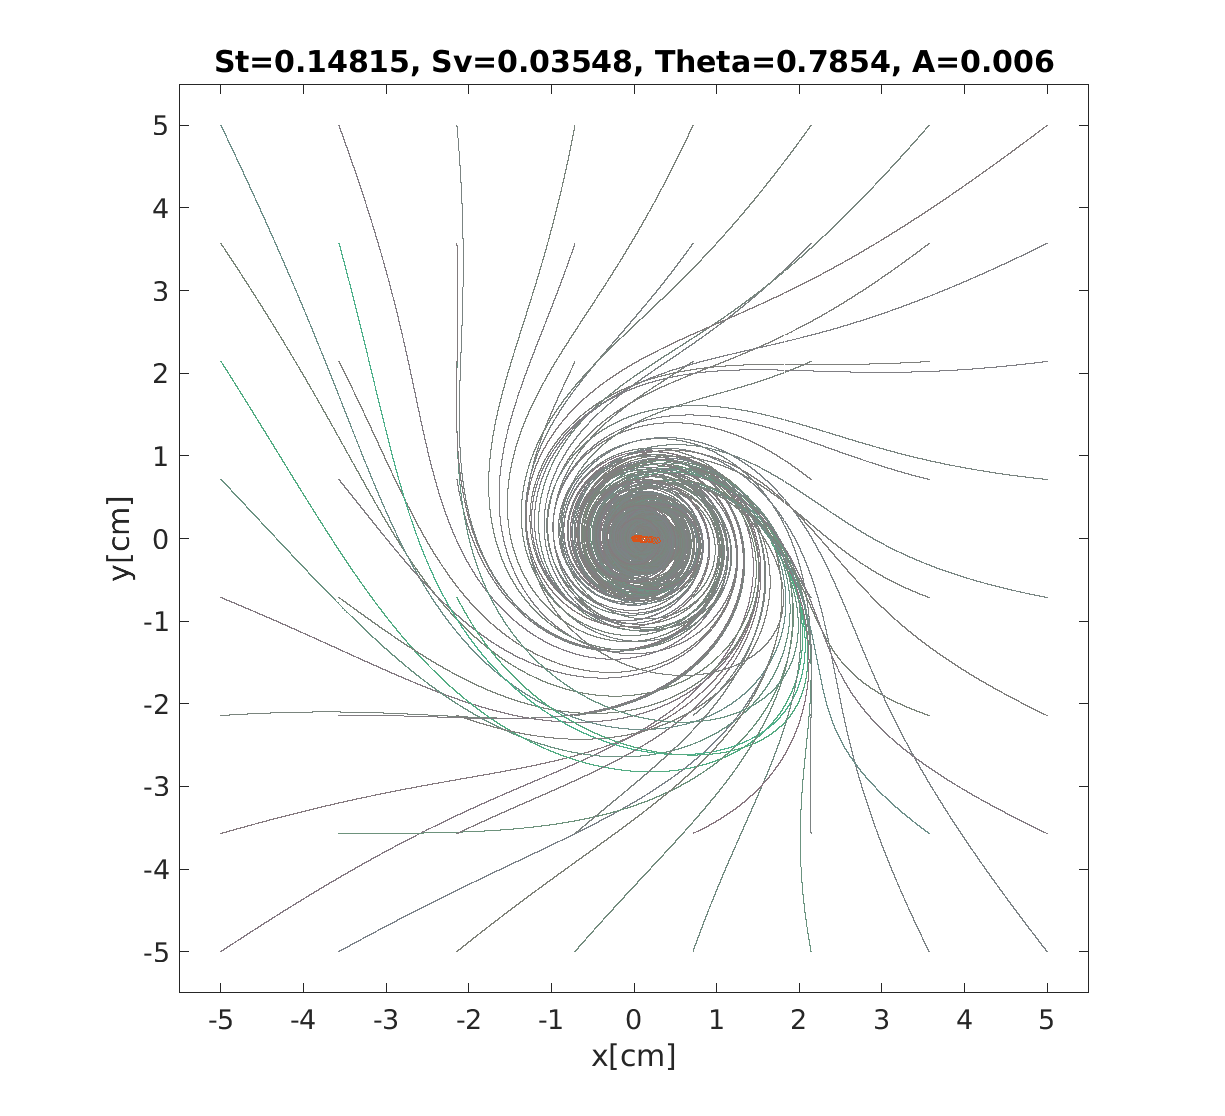 St=0.14815, Sv=0.03548, Theta=0.7854, A=0.006
5
4
3
2
1
0
-1
-2
-3
-4
-5
y[cm]
-5 -4 -3 -2 -1 0 1 2 3 4 5
x[cm]